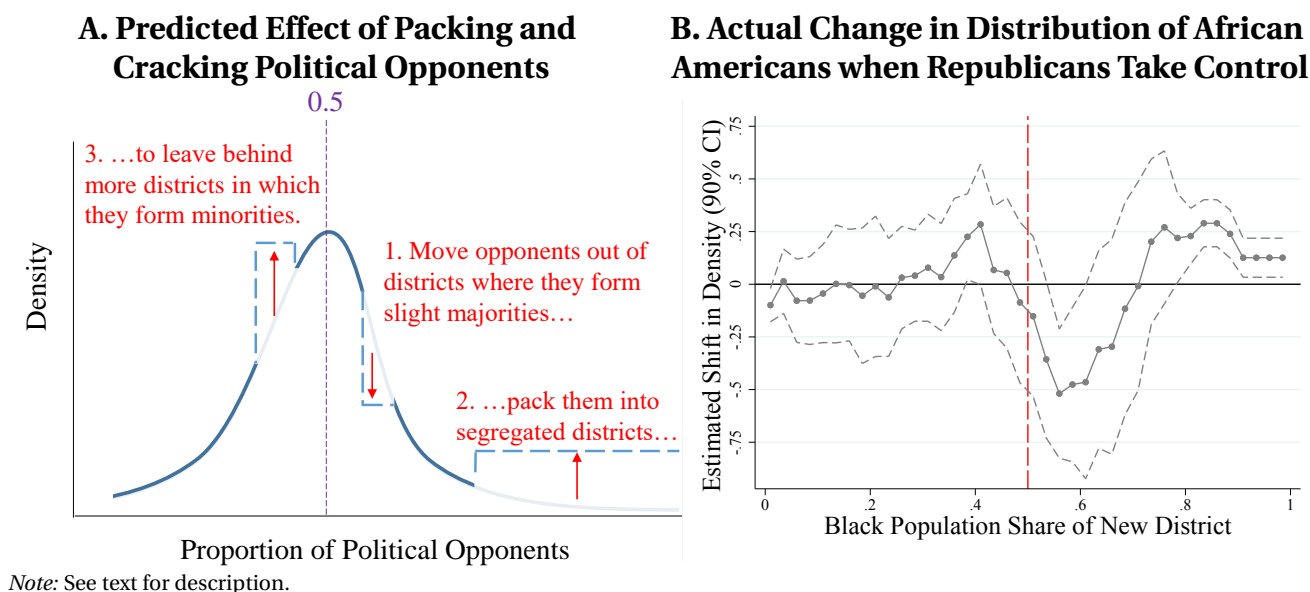 A. Predicted Effect of Packing and
Cracking Political Opponents
0.5
3. …to leave behind
more districts in which
they form minorities.
1. Move opponents out of
districts where they form
slight majorities…
2. …pack them into
segregated districts…
Density
Proportion of Political Opponents
B. Actual Change in Distribution of African
Americans when Republicans Take Control
Estimated Shift in Density (90% CI)
.75
.5
.25
0
-.25
-.5
-.75
0 .2 .4 .6 .8 1
Black Population Share of New District
Note: See text for description.